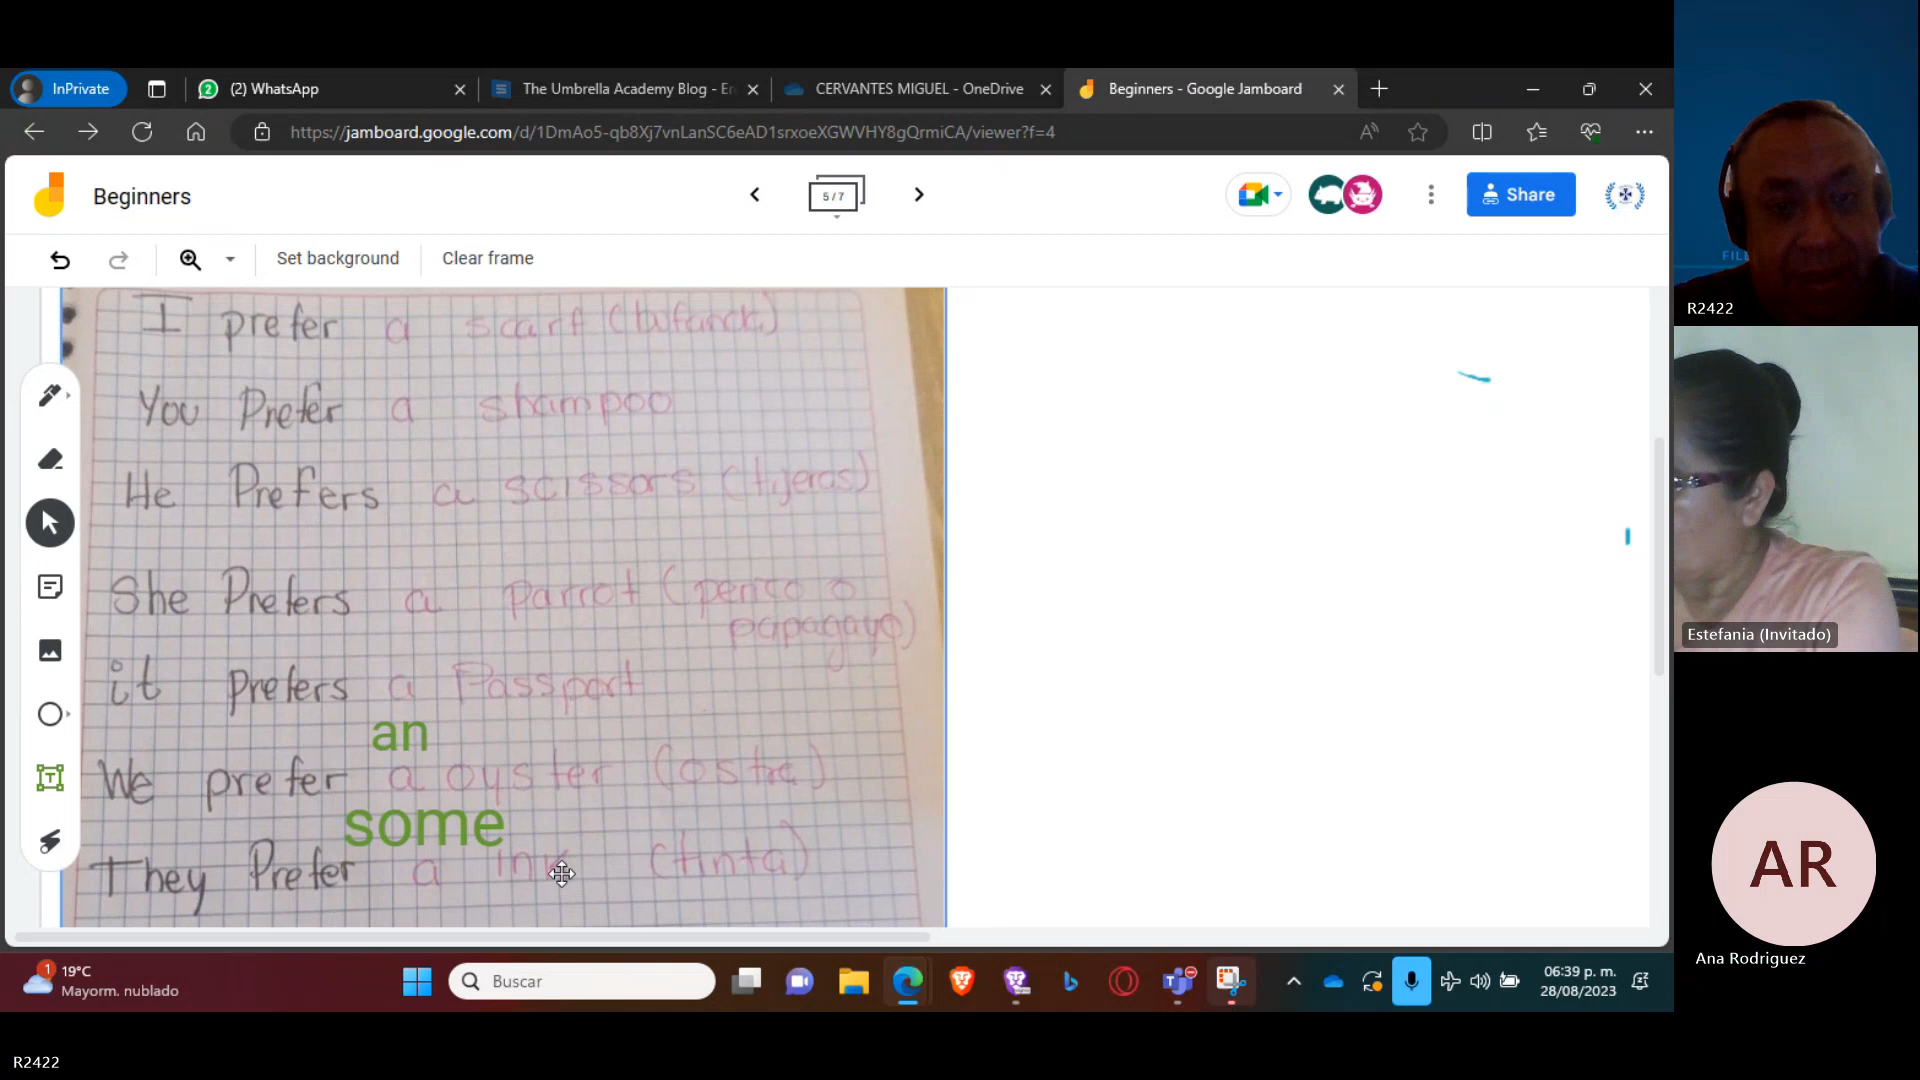 InPrivate
(2) WhatsApp
The Umbrella Academy Blog - En
CERVANTES MIGUEL - OneDrive
Beginners - Google Jamboard
https://jamboard.google.com/d/1DmAo5-qb8Xj7vnLanSC6eAD1srxoeXGWVHY8gQrmiCA/viewer?f=4
Beginners
5 / 7
Share
Set background
Clear frame
I prefer a scarf (bufanda)
You Prefer a shampoo
He Prefers a scissors (tijeras)
She Prefers a parrot (perico o
papagayo)
it prefers a Passport
an
We prefer a oyster (ostra)
some
They Prefer a ink (tinta)
R2422
Estefania (Invitado)
AR
Ana Rodriguez
1
19°C
Mayorm. nublado
Buscar
06:39 p. m.
28/08/2023
R2422